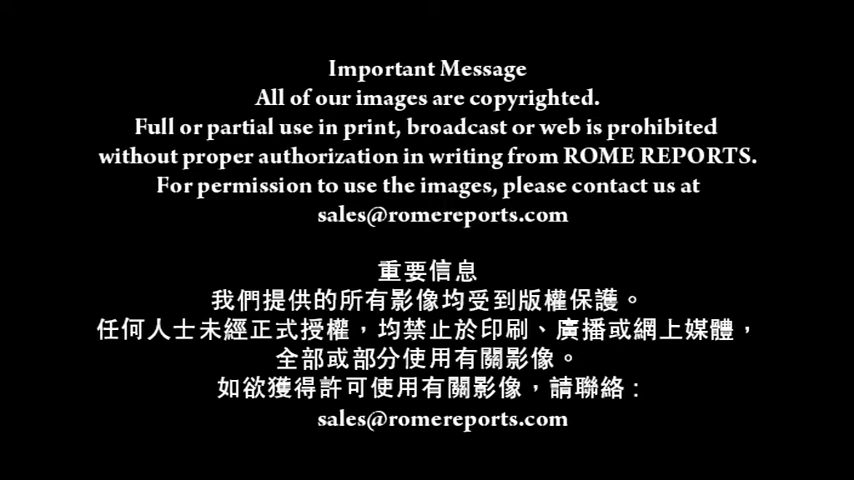 Important Message
All of our images are copyrighted.
Full or partial use in print, broadcast or web is prohibited
without proper authorization in writing from ROME REPORTS.
For permission to use the images, please contact us at
sales@romereports.com
重要信息
我們提供的所有影像均受到版權保護。
任何人士未經正式授權，均禁止於印刷、廣播或網上媒體，
全部或部分使用有關影像。
如欲獲得許可使用有關影像，請聯絡：
sales@romereports.com